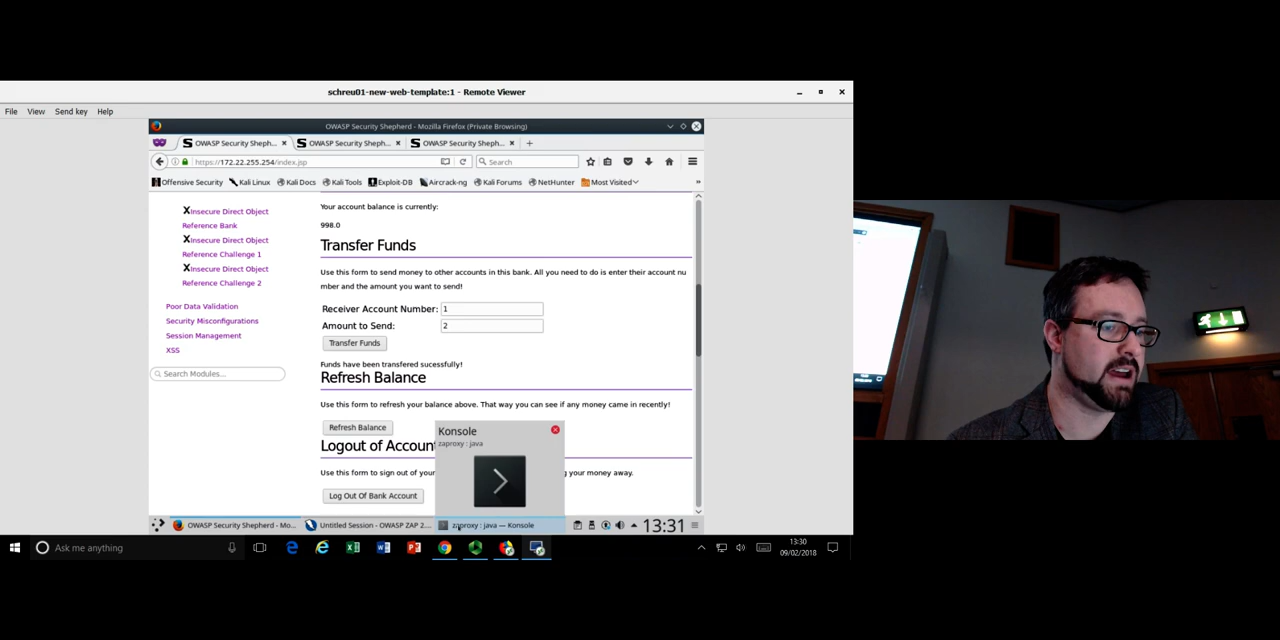 schreu01-new-web-template:1 - Remote Viewer
File View Send key Help
OWASP Security Shepherd - Mozilla Firefox (Private Browsing)
OWASP Security Sheph... OWASP Security Sheph... OWASP Security Sheph...
https://172.22.255.254/index.jsp Search
Offensive Security Kali Linux Kali Docs Kali Tools Exploit-DB Aircrack-ng Kali Forums NetHunter Most Visited
X Insecure Direct Object
Reference Bank
X Insecure Direct Object
Reference Challenge 1
X Insecure Direct Object
Reference Challenge 2
Poor Data Validation
Security Misconfigurations
Session Management
XSS
Search Modules...
Your account balance is currently:
998.0
Transfer Funds
Use this form to send money to other accounts in this bank. All you need to do is enter their account nu
mber and the amount you want to send!
Receiver Account Number: 1
Amount to Send: 2
Transfer Funds
Funds have been transfered sucessfully!
Refresh Balance
Use this form to refresh your balance above. That way you can see if any money came in recently!
Refresh Balance
Logout of Accoun
Use this form to sign out of your
g your money away.
Log Out Of Bank Account
Konsole
zaproxy : java
OWASP Security Shepherd - Mo... Untitled Session - OWASP ZAP 2.... zaproxy : java — Konsole 13:31
Ask me anything
13:30
09/02/2018